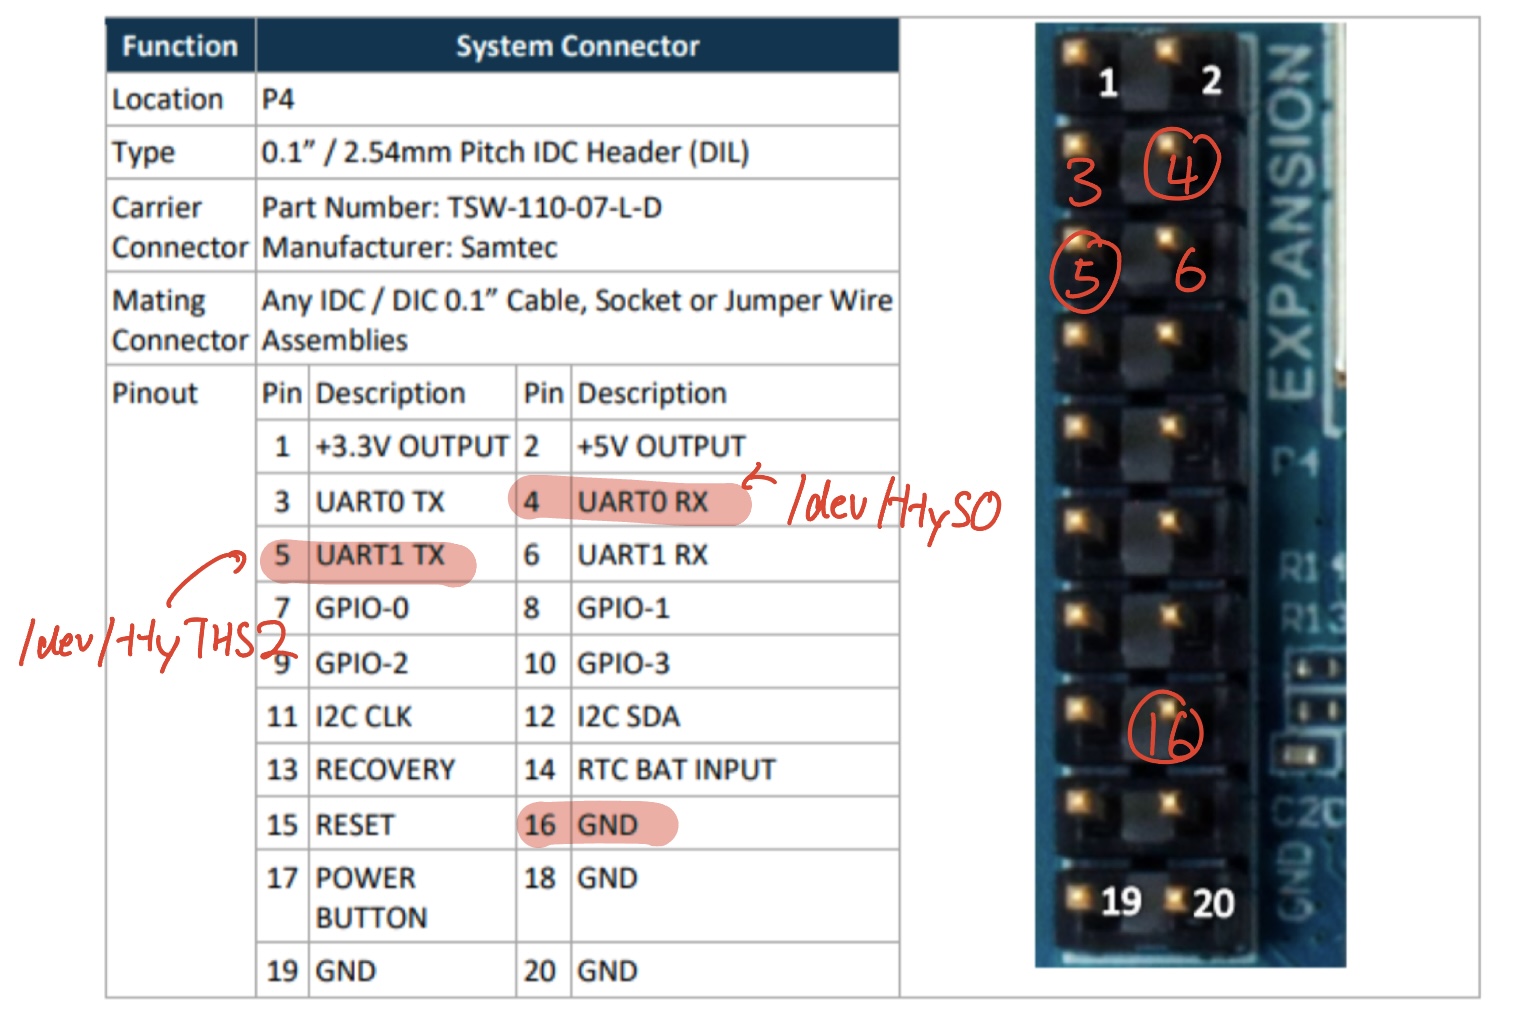 Function System Connector
Location P4
Type 0.1” / 2.54mm Pitch IDC Header (DIL)
Carrier Connector Part Number: TSW-110-07-L-D
Manufacturer: Samtec
Mating Connector Any IDC / DIC 0.1” Cable, Socket or Jumper Wire
Assemblies
Pinout Pin Description Pin Description
1 +3.3V OUTPUT 2 +5V OUTPUT
3 UART0 TX 4 UART0 RX
/dev/ttyS0
5 UART1 TX 6 UART1 RX
/dev/ttyTHS2
7 GPIO-0 8 GPIO-1
9 GPIO-2 10 GPIO-3
11 I2C CLK 12 I2C SDA
13 RECOVERY 14 RTC BAT INPUT
15 RESET 16 GND
17 POWER BUTTON 18 GND
19 GND 20 GND
1 2
3 4
5 6
16
19 20
EXPANSION
P4
R14
R13
C20
GND